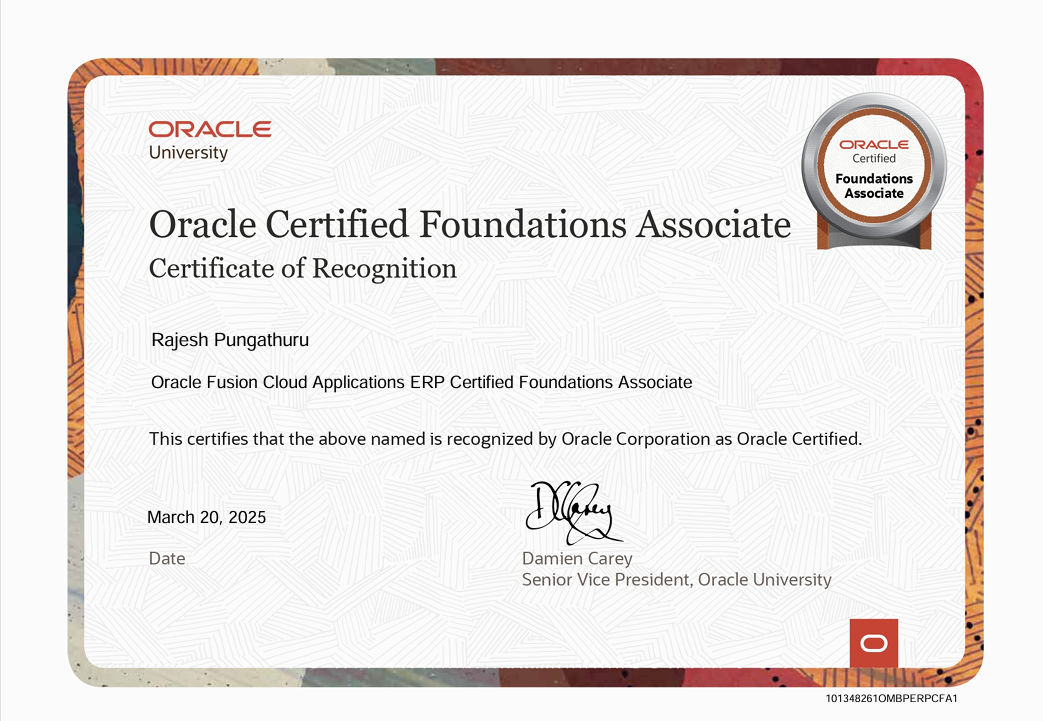 ORACLE
University
ORACLE
Certified
Foundations
Associate
Oracle Certified Foundations Associate
Certificate of Recognition
Rajesh Pungathuru
Oracle Fusion Cloud Applications ERP Certified Foundations Associate
This certifies that the above named is recognized by Oracle Corporation as Oracle Certified.
DCarey
March 20, 2025
Date
Damien Carey
Senior Vice President, Oracle University
101348261OMBPERPCFA1